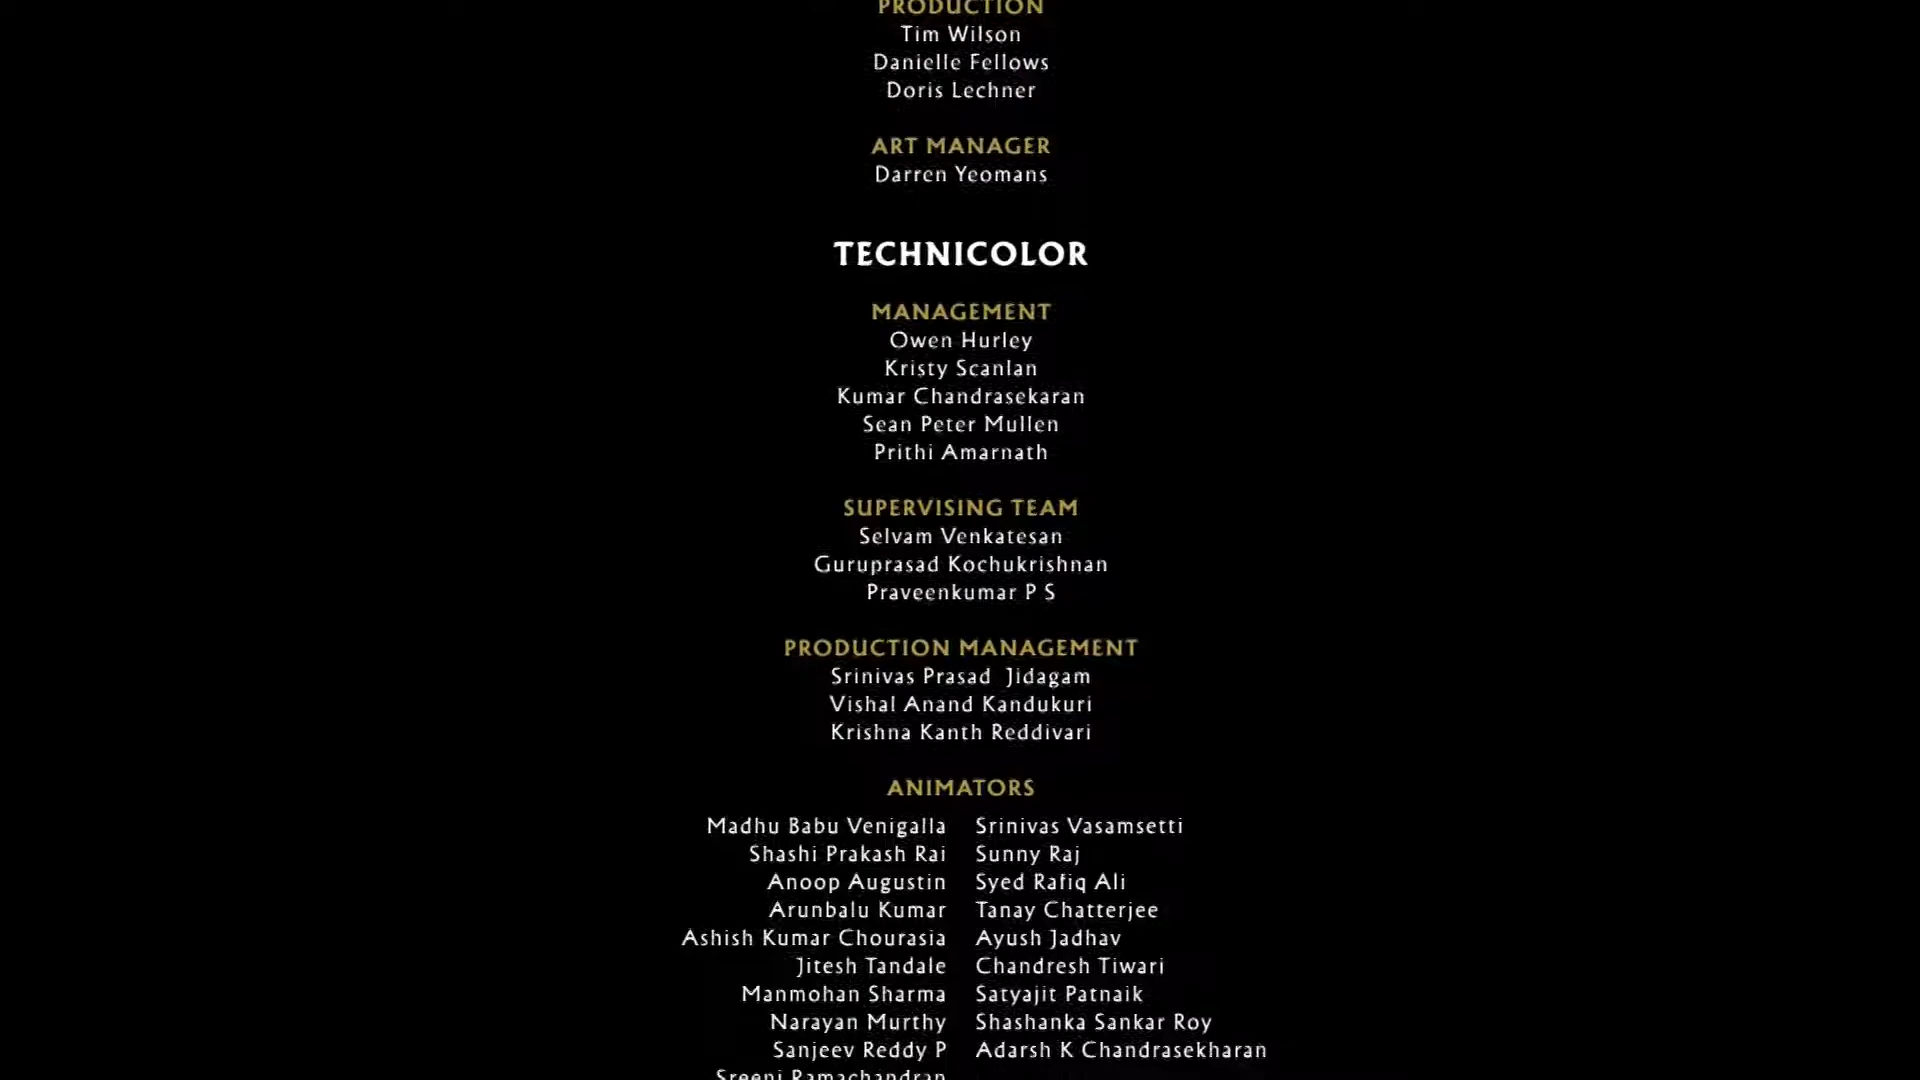 PRODUCTION
Tim Wilson
Danielle Fellows
Doris Lechner
ART MANAGER
Darren Yeomans
TECHNICOLOR
MANAGEMENT
Owen Hurley
Kristy Scanlan
Kumar Chandrasekaran
Sean Peter Mullen
Prithi Amarnath
SUPERVISING TEAM
Selvam Venkatesan
Guruprasad Kochukrishnan
Praveenkumar P S
PRODUCTION MANAGEMENT
Srinivas Prasad Jidagam
Vishal Anand Kandukuri
Krishna Kanth Reddivari
ANIMATORS
Madhu Babu Venigalla Srinivas Vasamsetti
Shashi Prakash Rai Sunny Raj
Anoop Augustin Syed Rafiq Ali
Arunbalu Kumar Tanay Chatterjee
Ashish Kumar Chourasia Ayush Jadhav
Jitesh Tandale Chandresh Tiwari
Manmohan Sharma Satyajit Patnaik
Narayan Murthy Shashanka Sankar Roy
Sanjeev Reddy P Adarsh K Chandrasekharan
Sreeni Ramachandran